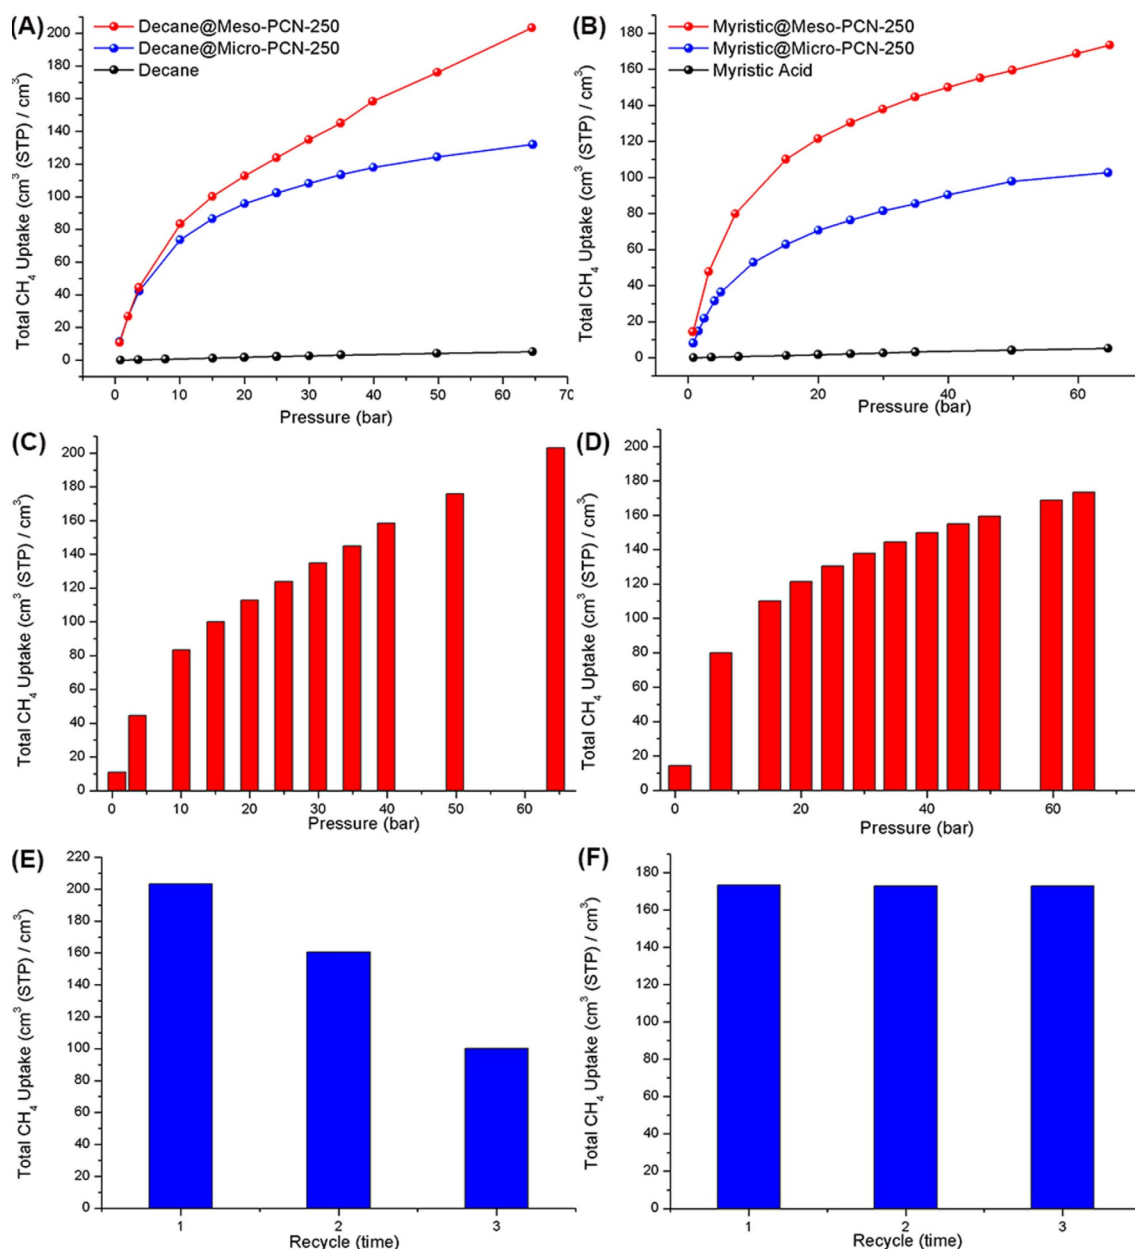 (A)
Decane@Meso-PCN-250
Decane@Micro-PCN-250
Decane
Total CH₄ Uptake (cm³ (STP) / cm³)
200
180
160
140
120
100
80
60
40
20
0
0 10 20 30 40 50 60 70
Pressure (bar)
(B)
Myristic@Meso-PCN-250
Myristic@Micro-PCN-250
Myristic Acid
Total CH₄ Uptake (cm³ (STP) / cm³)
180
160
140
120
100
80
60
40
20
0
0 20 40 60
Pressure (bar)
(C)
Total CH₄ Uptake (cm³ (STP) / cm³)
200
180
160
140
120
100
80
60
40
20
0
0 10 20 30 40 50 60
Pressure (bar)
(D)
Total CH₄ Uptake (cm³ (STP) / cm³)
200
180
160
140
120
100
80
60
40
20
0
0 20 40 60
Pressure (bar)
(E)
Total CH₄ Uptake (cm³ (STP) / cm³)
220
200
180
160
140
120
100
80
60
40
20
0
1 2 3
Recycle (time)
(F)
Total CH₄ Uptake (cm³ (STP) / cm³)
180
160
140
120
100
80
60
40
20
0
1 2 3
Recycle (time)